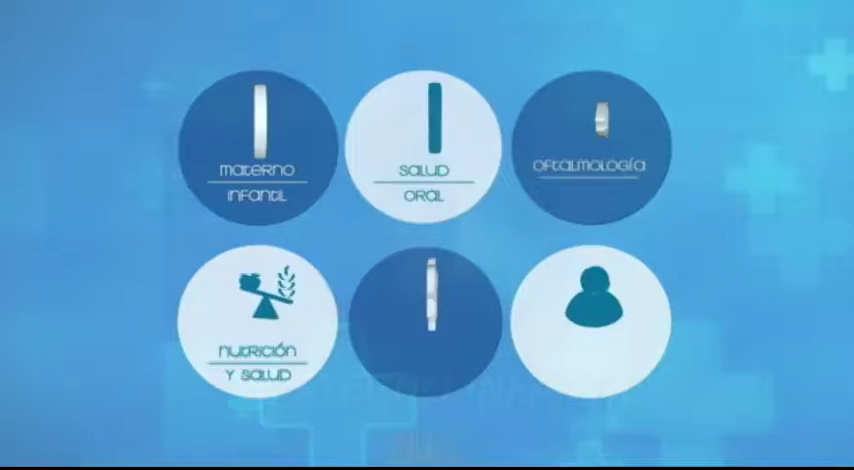 MATERNO
INFANTIL
SALUD
ORAL
OFTALMOLOGÍA
NUTRICIÓN
Y SALUD